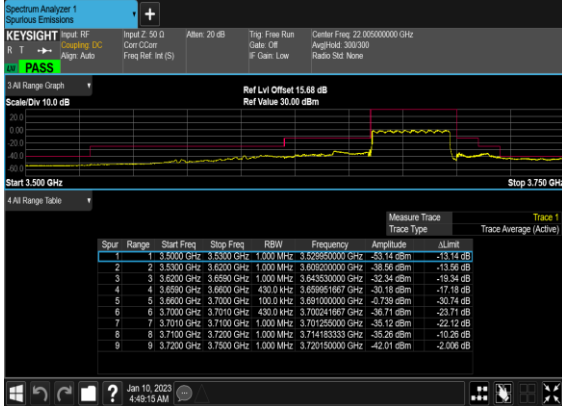 Spectrum Analyzer 1
Spurious Emissions
+
KEYSIGHT Input: RF Input Z: 50 Ω Atten: 20 dB Trig: Free Run Center Freq: 22.005000000 GHz
R T Coupling: DC Corr CCorr Gate: Off Avg|Hold: 300/300
Align: Auto Freq Ref: Int (S) IF Gain: Low Radio Std: None
PASS
3 All Range Graph
Ref Lvl Offset 15.68 dB
Scale/Div 10.0 dB Ref Value 30.00 dBm
20.0
0.00
-20.0
-40.0
-60.0
Start 3.500 GHz Stop 3.750 GHz
4 All Range Table
Measure Trace Trace 1
Trace Type Trace Average (Active)
Spur Range Start Freq Stop Freq RBW Frequency Amplitude ΔLimit
1 1 3.5000 GHz 3.5300 GHz 1.000 MHz 3.529950000 GHz -53.14 dBm -13.14 dB
2 2 3.5300 GHz 3.6200 GHz 1.000 MHz 3.609200000 GHz -38.56 dBm -13.56 dB
3 3 3.6200 GHz 3.6590 GHz 1.000 MHz 3.643530000 GHz -32.34 dBm -19.34 dB
4 4 3.6590 GHz 3.6600 GHz 430.0 kHz 3.659951667 GHz -30.18 dBm -17.18 dB
5 5 3.6600 GHz 3.7000 GHz 100.0 kHz 3.691000000 GHz -0.739 dBm -30.74 dB
6 6 3.7000 GHz 3.7010 GHz 430.0 kHz 3.700241667 GHz -36.71 dBm -23.71 dB
7 7 3.7010 GHz 3.7100 GHz 1.000 MHz 3.701255000 GHz -35.12 dBm -22.12 dB
8 8 3.7100 GHz 3.7200 GHz 1.000 MHz 3.714183333 GHz -35.26 dBm -10.26 dB
9 9 3.7200 GHz 3.7500 GHz 1.000 MHz 3.720150000 GHz -42.01 dBm -2.006 dB
? Jan 10, 2023
4:49:15 AM